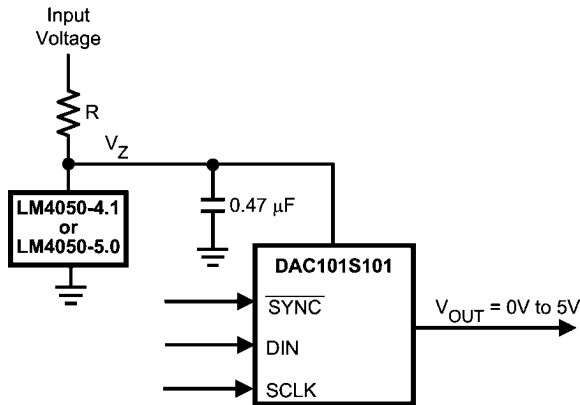 Input
Voltage
R
V_Z
LM4050-4.1
or
LM4050-5.0
0.47 μF
DAC101S101
SYNC
DIN
SCLK
V_OUT = 0V to 5V